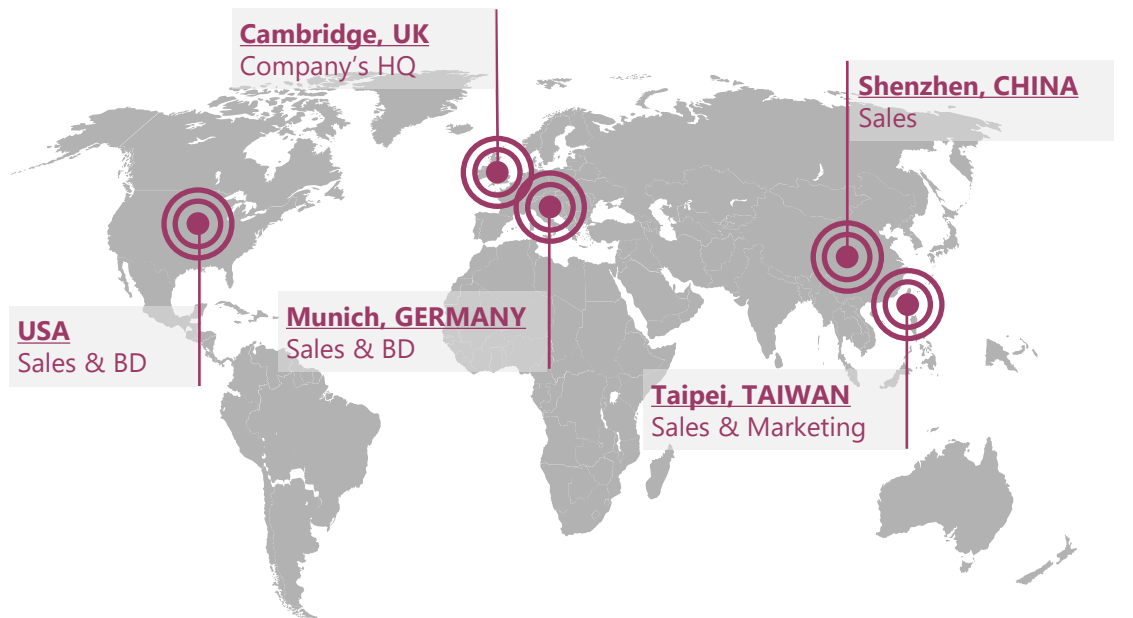 Cambridge, UK
Company's HQ
Shenzhen, CHINA
Sales
USA
Sales & BD
Munich, GERMANY
Sales & BD
Taipei, TAIWAN
Sales & Marketing